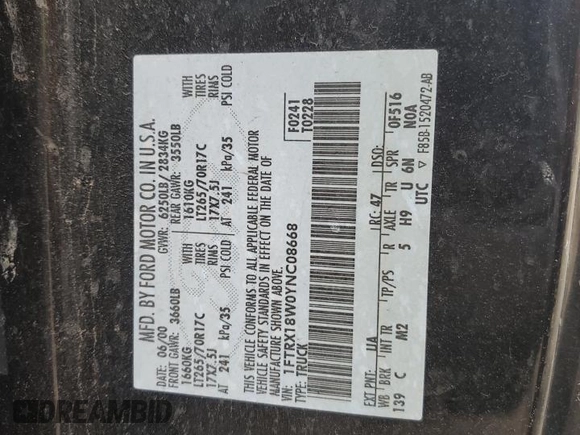 MFD. BY FORD MOTOR CO. IN U.S.A.
DATE: 06/00 GVWR: 6250LB/ 2834KG
FRONT GAWR: 3660LB REAR GAWR: 3550LB
1660KG WITH 1610KG WITH
LT265/70R17C TIRES LT265/70R17C TIRES
17X7.5J RIMS 17X7.5J RIMS
AT 241 kPa/35 PSI COLD AT 241 kPa/35 PSI COLD
THIS VEHICLE CONFORMS TO ALL APPLICABLE FEDERAL MOTOR
VEHICLE SAFETY STANDARDS IN EFFECT ON THE DATE OF
MANUFACTURE SHOWN ABOVE.
VIN: 1FTRX18W0YNC08668 F0241
TYPE: TRUCK T0228
EXT PNT: UA RC: 47 DSO:
WB BRK INT TR TP/PS R AXLE TR SPR 0F516
139 C M2 5 H9 U 6N N0A
UTC ▽ F85B-1520472-AB
DREAMBID